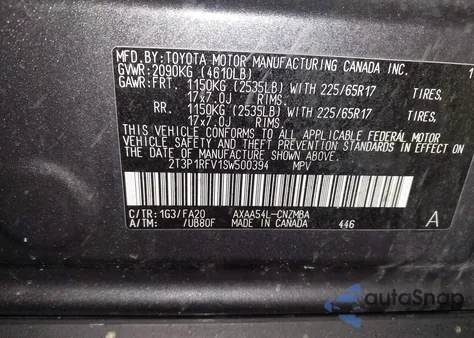 MFD.BY: TOYOTA MOTOR MANUFACTURING CANADA INC.
GVWR: 2090KG (4610LB)
GAWR: FRT. 1150KG (2535LB) WITH 225/65R17 TIRES,
17x7.0J RIMS.
RR. 1150KG (2535LB) WITH 225/65R17 TIRES,
17x7.0J RIMS.
THIS VEHICLE CONFORMS TO ALL APPLICABLE FEDERAL MOTOR
VEHICLE SAFETY AND THEFT PREVENTION STANDARDS IN EFFECT
ON THE DATE OF MANUFACTURE SHOWN ABOVE.
2T3P1RFV1SW500394 MPV
C/TR: 1G3/FA20 AXAA54L-CNZMBA
A/TM: /UB80F MADE IN CANADA 446 A
autoSnap